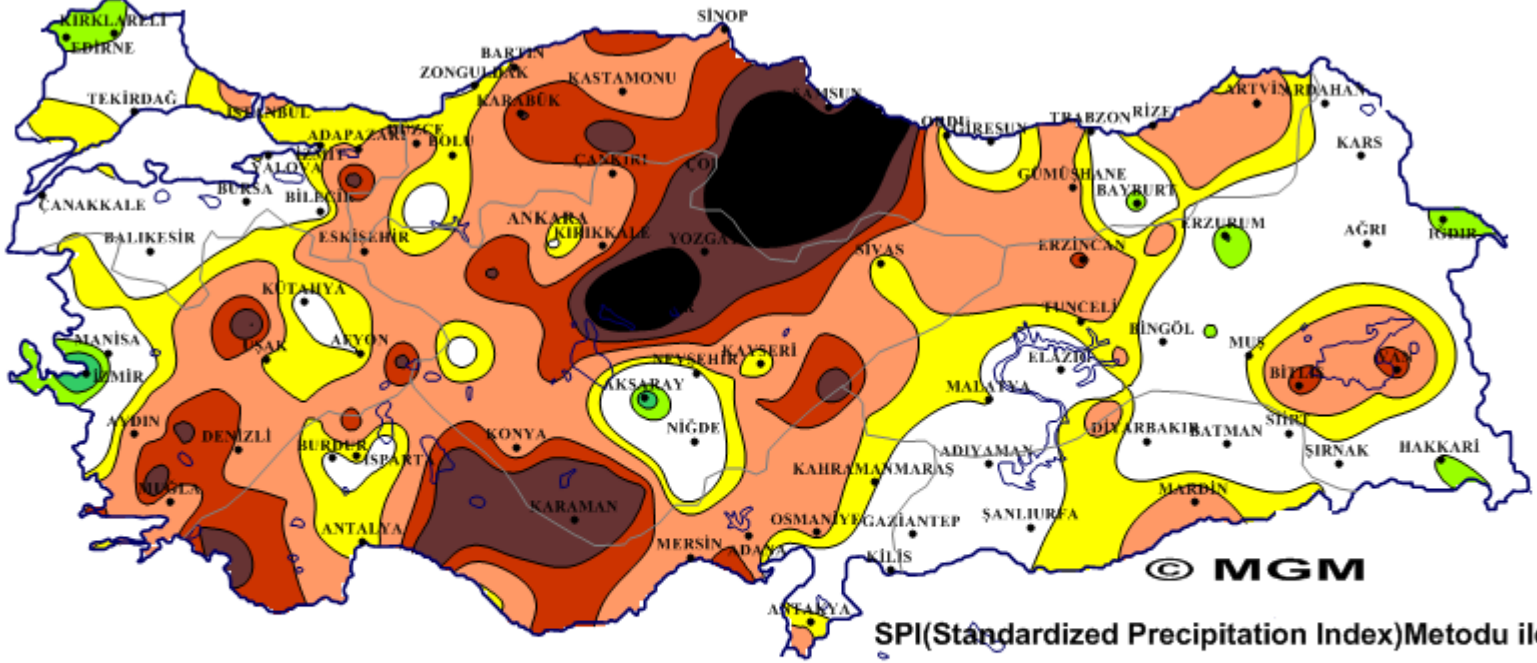 SİNOP
KIRKLARELİ
EDİRNE
BARTIN
ZONGULDAK
KASTAMONU
TEKİRDAĞ
İSTANBUL
KARABÜK
SAMSUN
ARTVİN
ARDAHAN
ORDU
GİRESUN
TRABZON
RİZE
ADAPAZARI
DÜZCE
BOLU
İZMİT
YALOVA
ÇANKIRI
KARS
GÜMÜŞHANE
BAYBURT
ÇANAKKALE
BURSA
BİLECİK
ANKARA
KIRIKKALE
ERZURUM
IĞDIR
AĞRI
BALIKESİR
ESKİŞEHİR
SİVAS
ERZİNCAN
KÜTAHYA
TUNCELİ
BİNGÖL
MANİSA
UŞAK
AFYON
NEVŞEHİR
KAYSERİ
ELAZIĞ
MUŞ
VAN
İZMİR
AKSARAY
MALATYA
BİTLİS
AYDIN
DENİZLİ
BURDUR
ISPARTA
KONYA
NİĞDE
DİYARBAKIR
BATMAN
SİİRT
ADIYAMAN
ŞIRNAK
HAKKARİ
KAHRAMANMARAŞ
MUĞLA
KARAMAN
MARDİN
ANTALYA
MERSİN
ADANA
OSMANİYE
GAZİANTEP
ŞANLIURFA
KİLİS
© MGM
ANTAKYA
SPI(Standardized Precipitation Index)Metodu ile